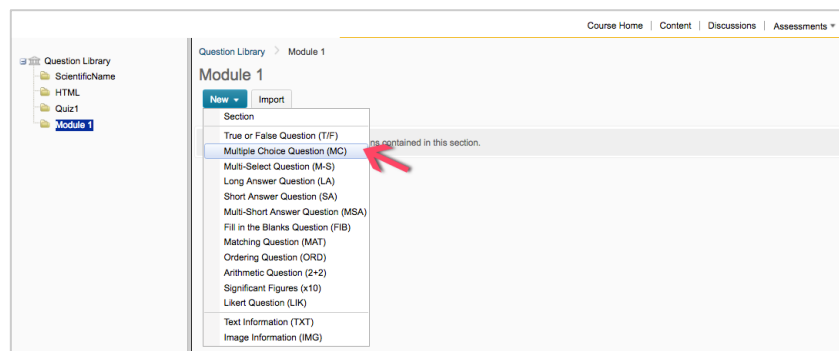 Course Home | Content | Discussions | Assessments
Question Library
ScientificName
HTML
Quiz1
Module 1
Question Library > Module 1
Module 1
New Import
Section
True or False Question (T/F)
ns contained in this section.
Multiple Choice Question (MC)
Multi-Select Question (M-S)
Long Answer Question (LA)
Short Answer Question (SA)
Multi-Short Answer Question (MSA)
Fill in the Blanks Question (FIB)
Matching Question (MAT)
Ordering Question (ORD)
Arithmetic Question (2+2)
Significant Figures (x10)
Likert Question (LIK)
Text Information (TXT)
Image Information (IMG)